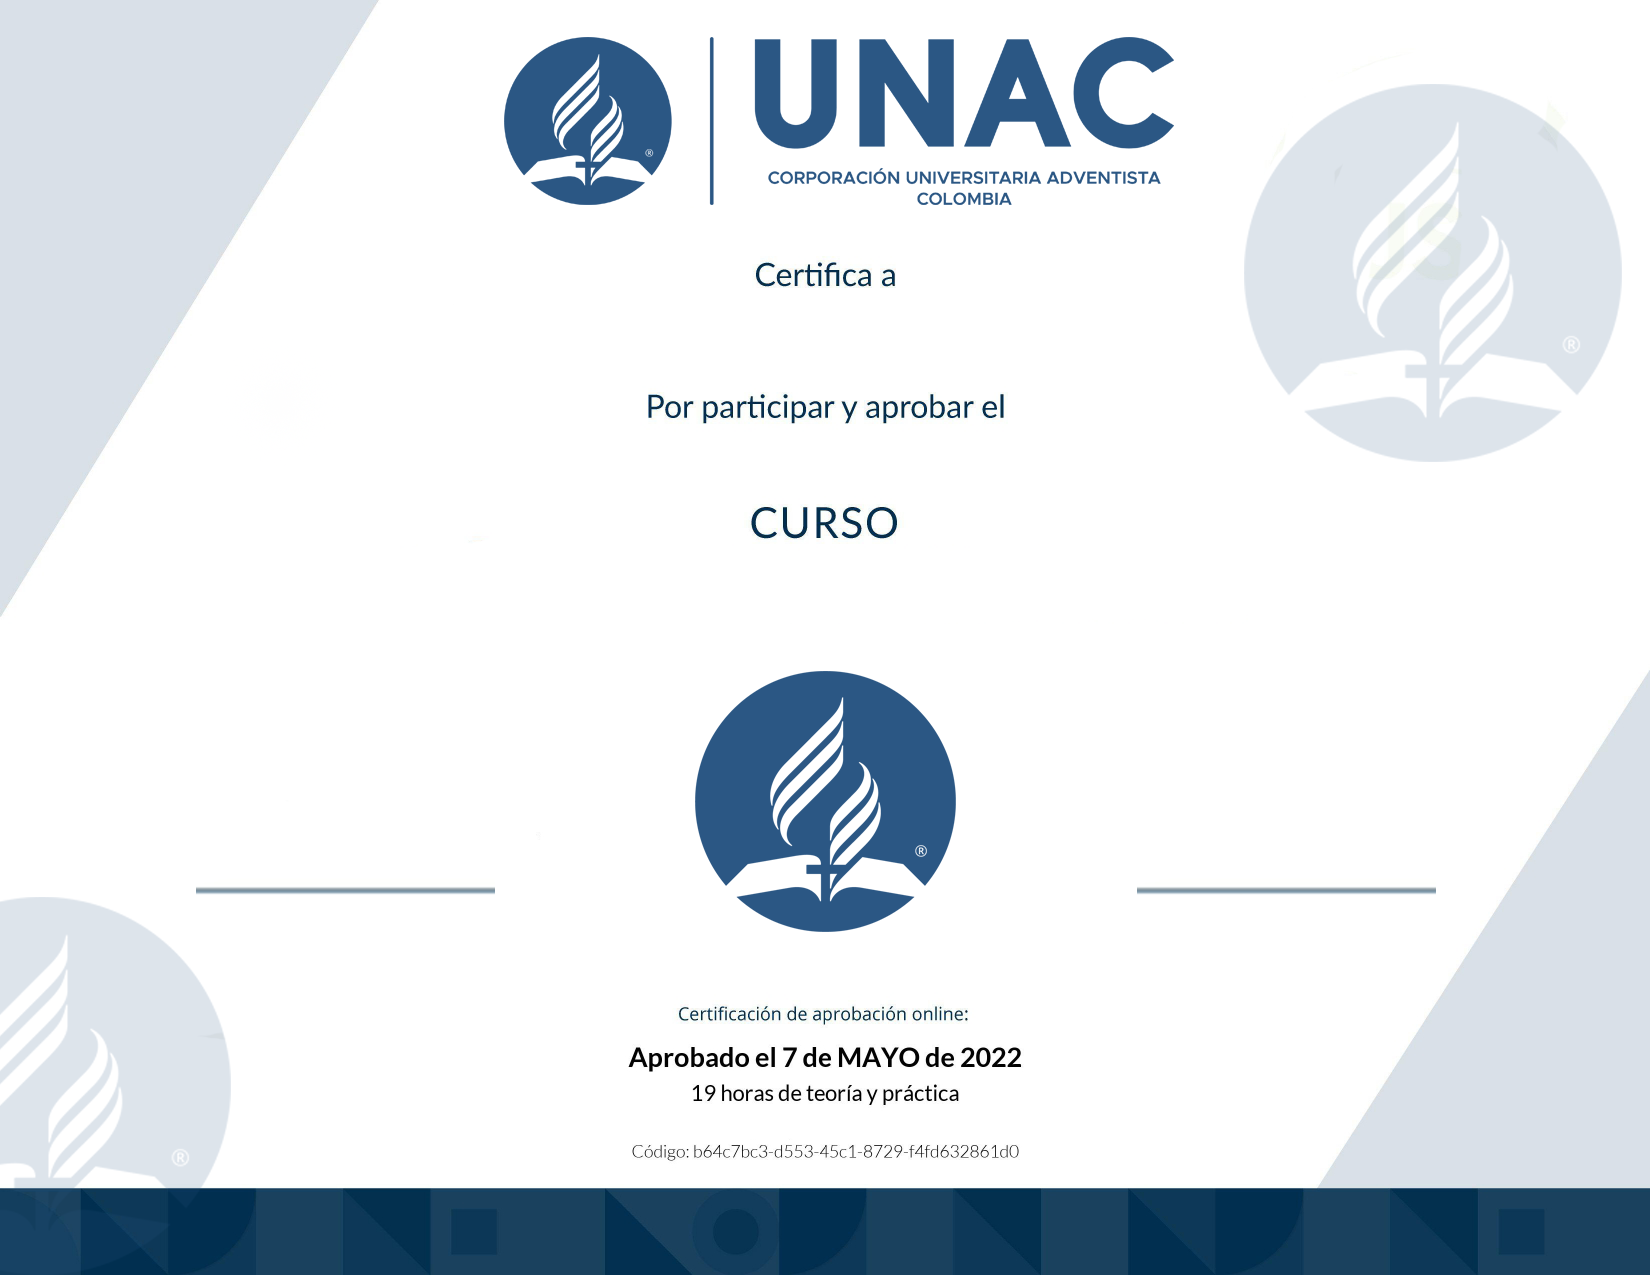 UNAC
CORPORACIÓN UNIVERSITARIA ADVENTISTA
COLOMBIA
®
Certifica a
®
Por participar y aprobar el
CURSO
®
Certificación de aprobación online:
Aprobado el 7 de MAYO de 2022
19 horas de teoría y práctica
Código: b64c7bc3-d553-45c1-8729-f4fd632861d0
®